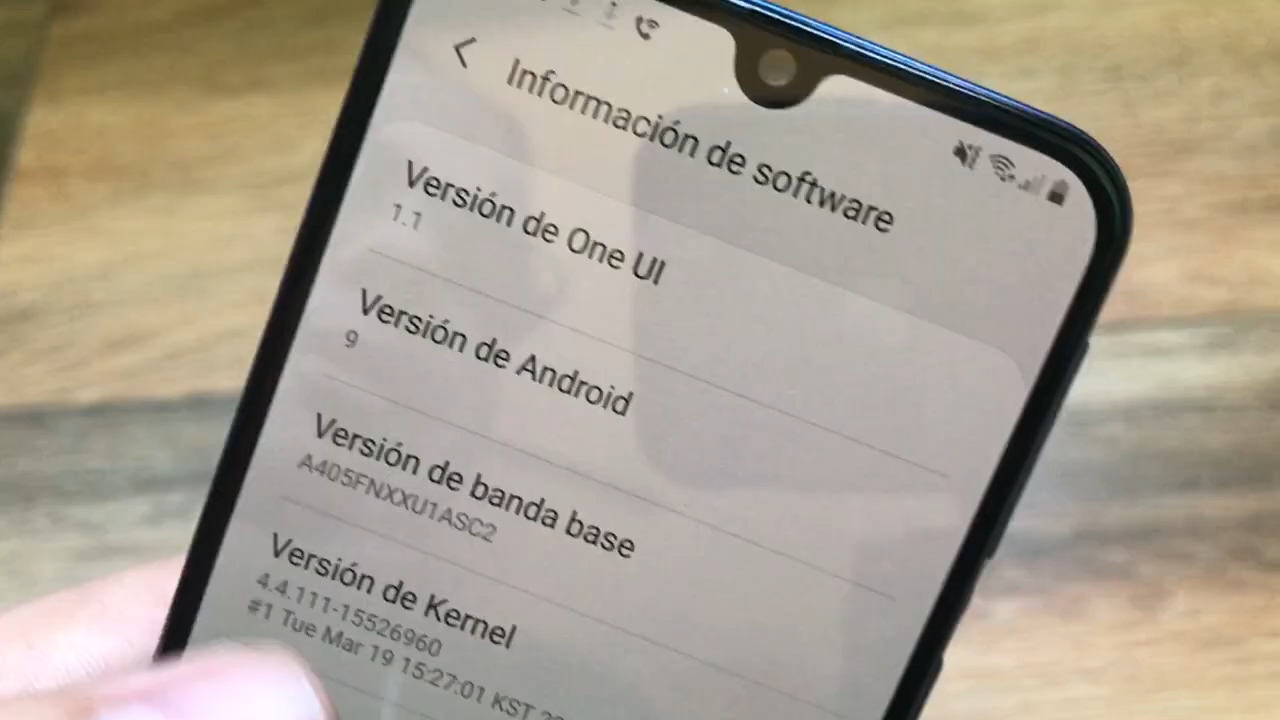 Información de software
Versión de One UI
1.1
Versión de Android
9
Versión de banda base
A405FNXXU1ASC2
Versión de Kernel
4.4.111-15526960
#1 Tue Mar 19 15:27:01 KST